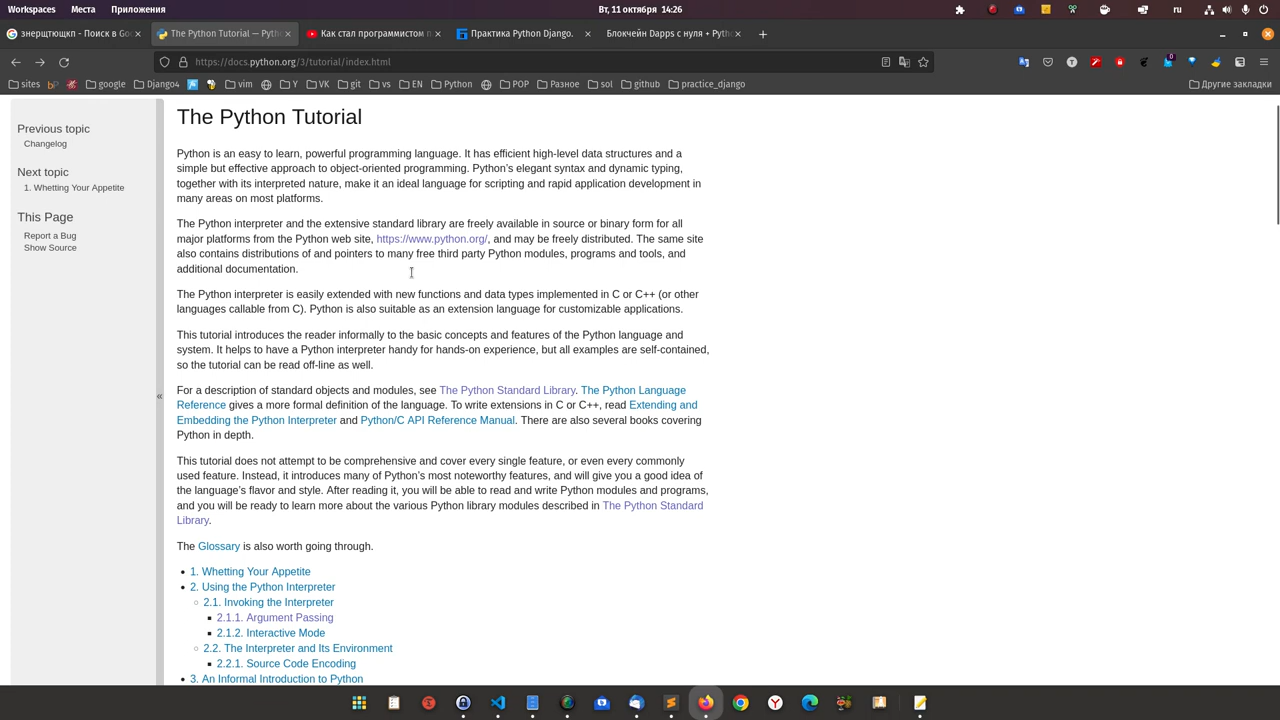 Workspaces Места Приложения Вт, 11 октября 14:26 ru
знерщтющкп - Поиск в Goo
The Python Tutorial — Pyth
Как стал программистом п
Практика Python Django.
Блокчейн Dapps с нуля + Pyth
https://docs.python.org/3/tutorial/index.html
sites google Django4 vim Y VK git vs EN Python POP Разное sol github practice_django Другие закладки
Previous topic
Changelog
Next topic
1. Whetting Your Appetite
This Page
Report a Bug
Show Source
«
The Python Tutorial
Python is an easy to learn, powerful programming language. It has efficient high-level data structures and a
simple but effective approach to object-oriented programming. Python's elegant syntax and dynamic typing,
together with its interpreted nature, make it an ideal language for scripting and rapid application development in
many areas on most platforms.
The Python interpreter and the extensive standard library are freely available in source or binary form for all
major platforms from the Python web site, https://www.python.org/, and may be freely distributed. The same site
also contains distributions of and pointers to many free third party Python modules, programs and tools, and
additional documentation.
The Python interpreter is easily extended with new functions and data types implemented in C or C++ (or other
languages callable from C). Python is also suitable as an extension language for customizable applications.
This tutorial introduces the reader informally to the basic concepts and features of the Python language and
system. It helps to have a Python interpreter handy for hands-on experience, but all examples are self-contained,
so the tutorial can be read off-line as well.
For a description of standard objects and modules, see The Python Standard Library. The Python Language
Reference gives a more formal definition of the language. To write extensions in C or C++, read Extending and
Embedding the Python Interpreter and Python/C API Reference Manual. There are also several books covering
Python in depth.
This tutorial does not attempt to be comprehensive and cover every single feature, or even every commonly
used feature. Instead, it introduces many of Python's most noteworthy features, and will give you a good idea of
the language's flavor and style. After reading it, you will be able to read and write Python modules and programs,
and you will be ready to learn more about the various Python library modules described in The Python Standard
Library.
The Glossary is also worth going through.
• 1. Whetting Your Appetite
• 2. Using the Python Interpreter
◦ 2.1. Invoking the Interpreter
▪ 2.1.1. Argument Passing
▪ 2.1.2. Interactive Mode
◦ 2.2. The Interpreter and Its Environment
▪ 2.2.1. Source Code Encoding
• 3. An Informal Introduction to Python